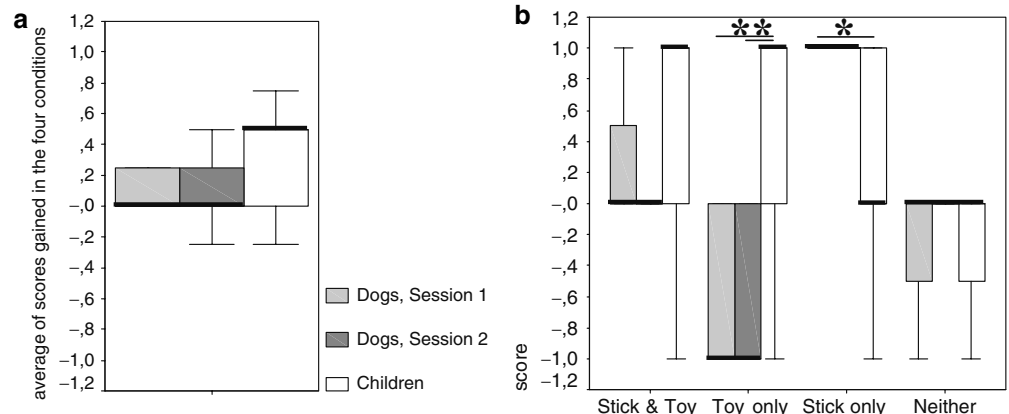 a
average of scores gained in the four conditions
1,2
1,0
,8
,6
,4
,2
–,0
–,2
–,4
–,6
–,8
–1,0
–1,2
Dogs, Session 1
Dogs, Session 2
Children
b
score
1,2
1,0
,8
,6
,4
,2
–,0
–,2
–,4
–,6
–,8
–1,0
–1,2
**
*
Stick & Toy
Toy only
Stick only
Neither